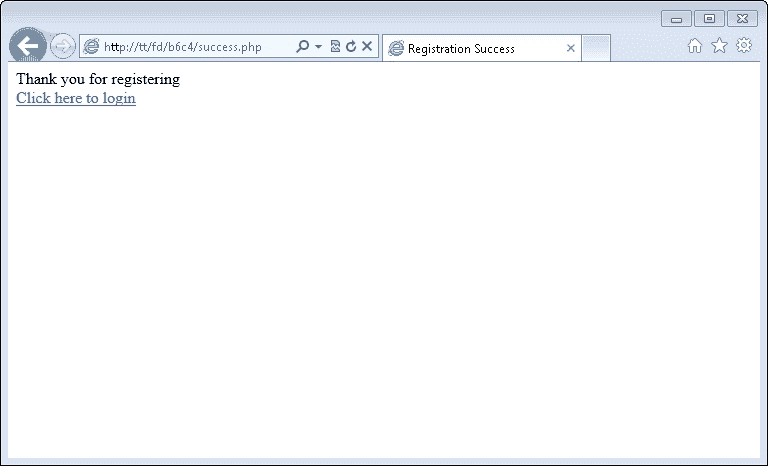 http://tt/fd/b6c4/success.php
Registration Success
Thank you for registering
Click here to login